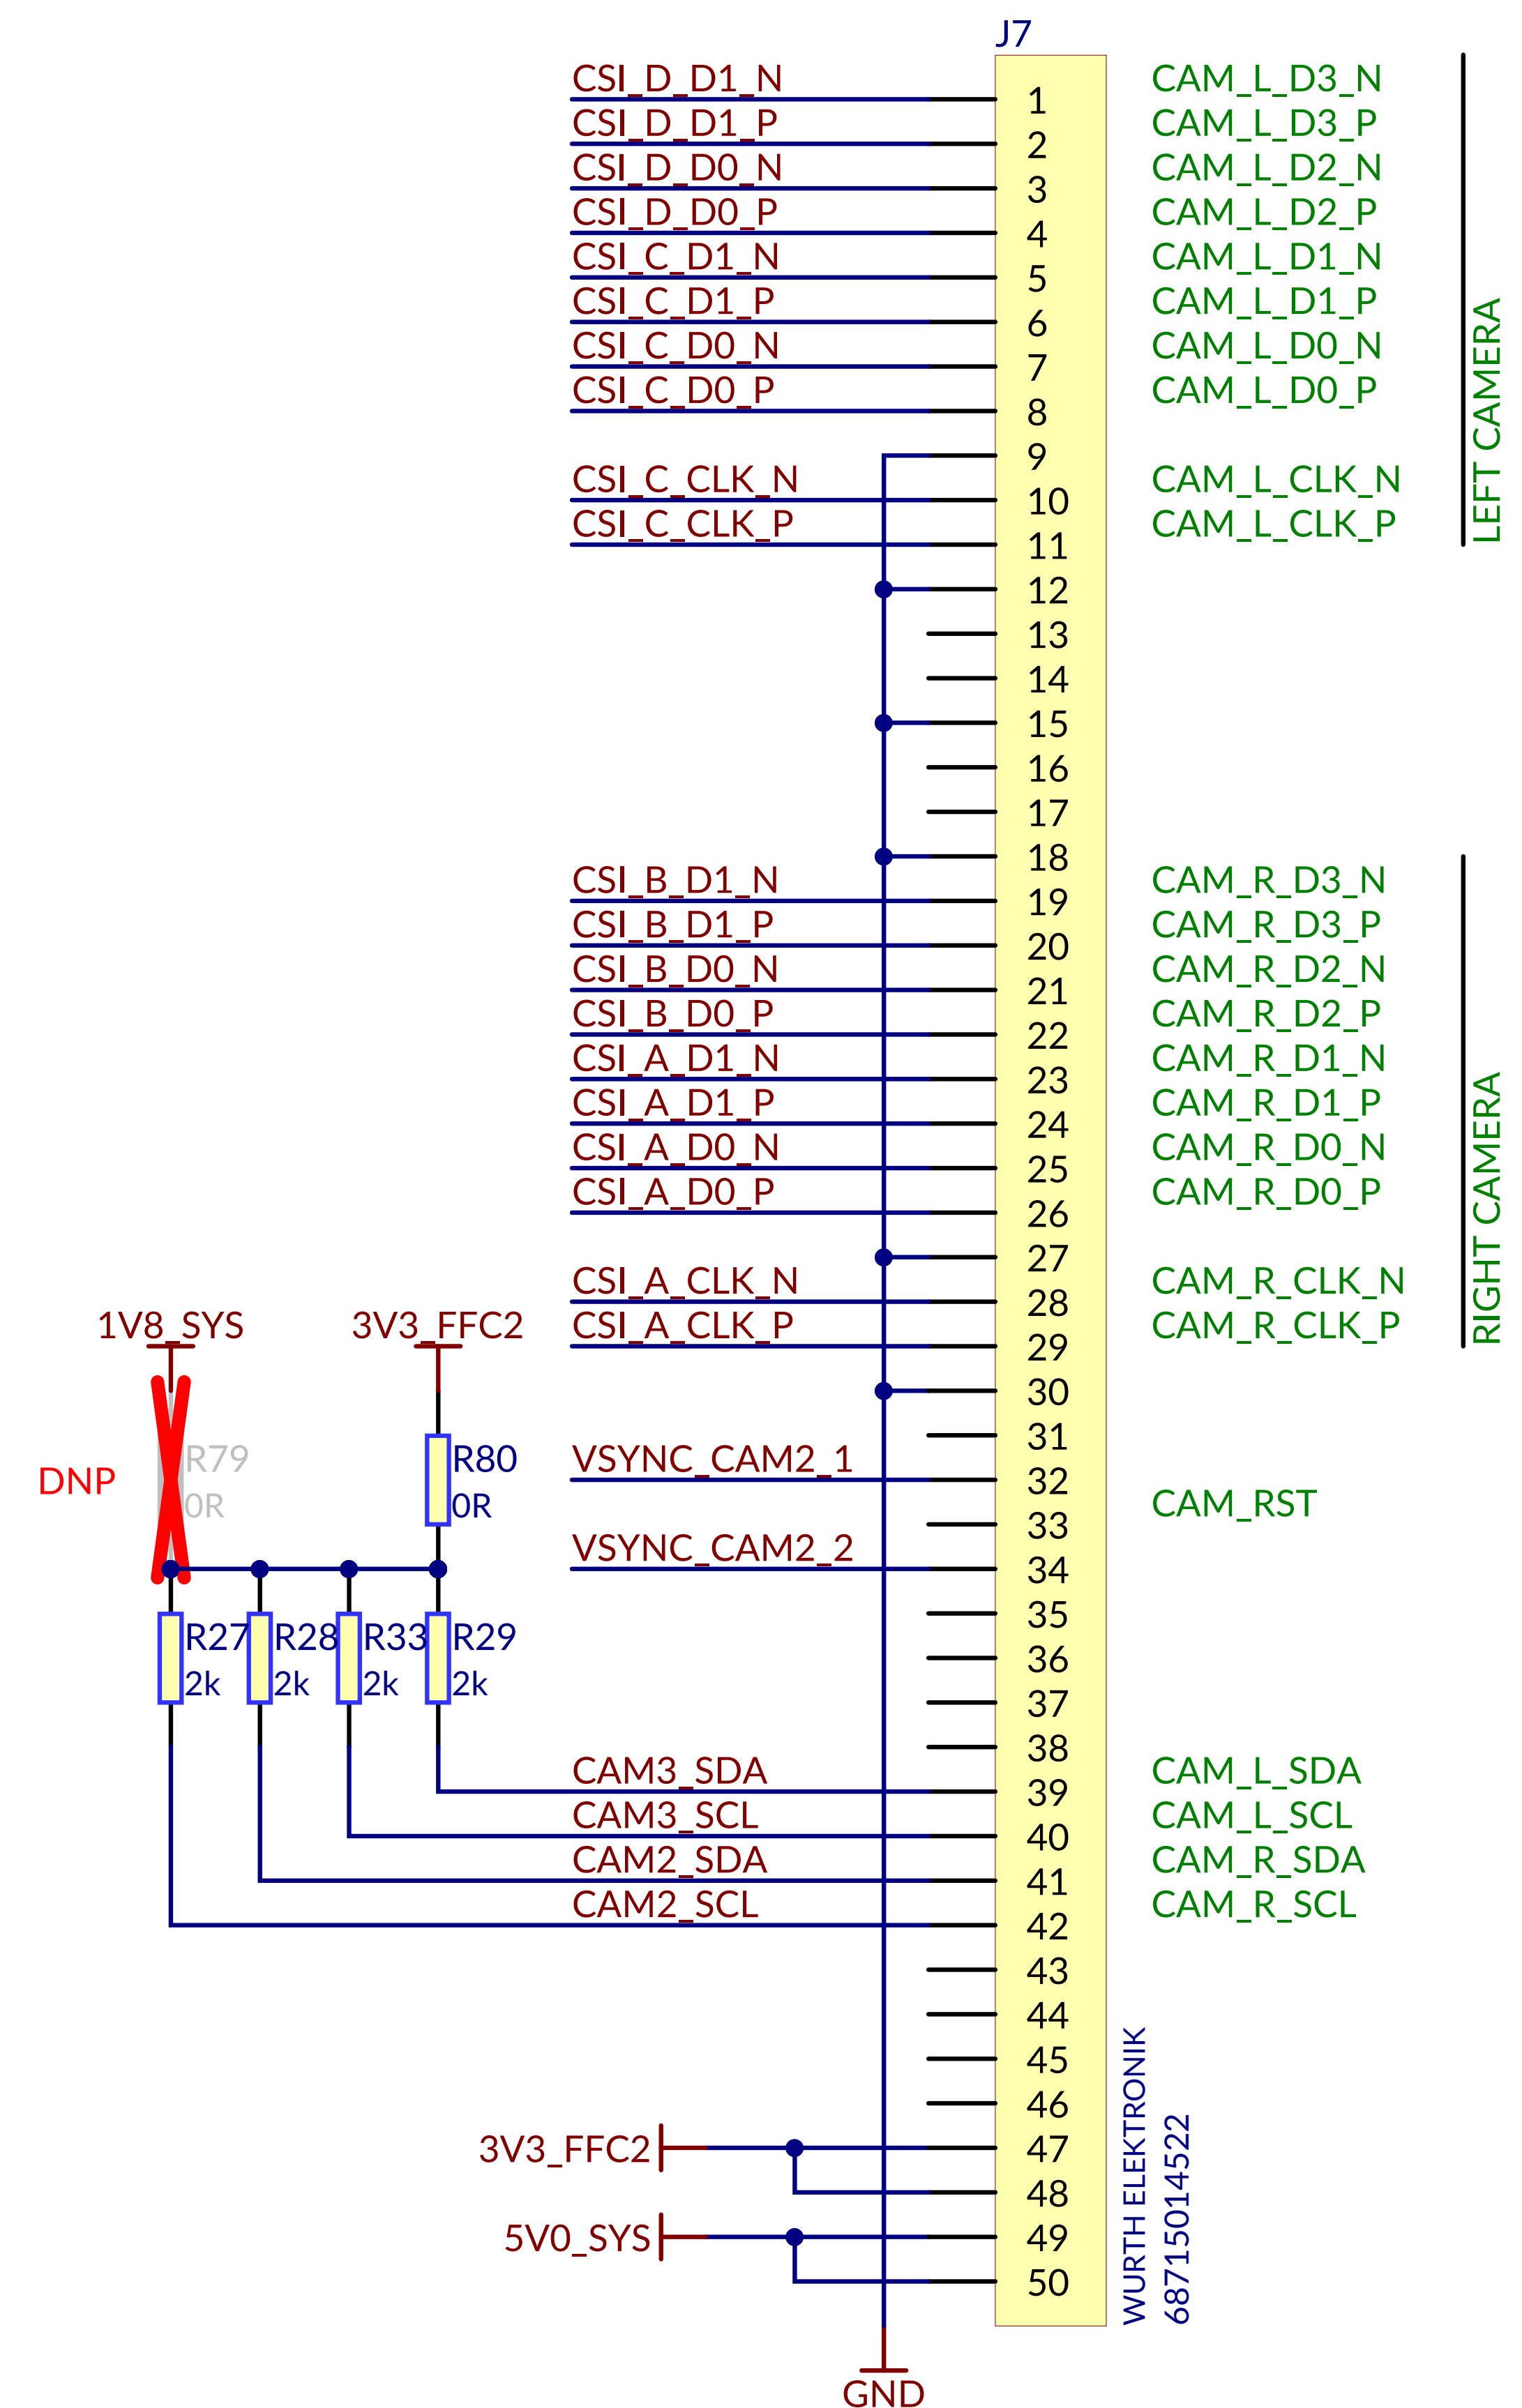 J7
CSI_D_D1_N 1 CAM_L_D3_N
CSI_D_D1_P 2 CAM_L_D3_P
CSI_D_D0_N 3 CAM_L_D2_N
CSI_D_D0_P 4 CAM_L_D2_P
CSI_C_D1_N 5 CAM_L_D1_N
CSI_C_D1_P 6 CAM_L_D1_P
CSI_C_D0_N 7 CAM_L_D0_N
CSI_C_D0_P 8 CAM_L_D0_P
9
CSI_C_CLK_N 10 CAM_L_CLK_N
CSI_C_CLK_P 11 CAM_L_CLK_P
LEFT CAMERA
12
13
14
15
16
17
18
CSI_B_D1_N 19 CAM_R_D3_N
CSI_B_D1_P 20 CAM_R_D3_P
CSI_B_D0_N 21 CAM_R_D2_N
CSI_B_D0_P 22 CAM_R_D2_P
CSI_A_D1_N 23 CAM_R_D1_N
CSI_A_D1_P 24 CAM_R_D1_P
CSI_A_D0_N 25 CAM_R_D0_N
CSI_A_D0_P 26 CAM_R_D0_P
27
CSI_A_CLK_N 28 CAM_R_CLK_N
1V8_SYS 3V3_FFC2 CSI_A_CLK_P 29 CAM_R_CLK_P
RIGHT CAMERA
30
31
R79 R80 VSYNC_CAM2_1 32
DNP
0R 0R 33 CAM_RST
VSYNC_CAM2_2 34
35
R27 R28 R33 R29
36
2k 2k 2k 2k
37
38
CAM3_SDA 39 CAM_L_SDA
CAM3_SCL 40 CAM_L_SCL
CAM2_SDA 41 CAM_R_SDA
CAM2_SCL 42 CAM_R_SCL
43
44
45
46
3V3_FFC2 47
48
5V0_SYS 49
50
WURTH ELEKTRONIK
68715014522
GND